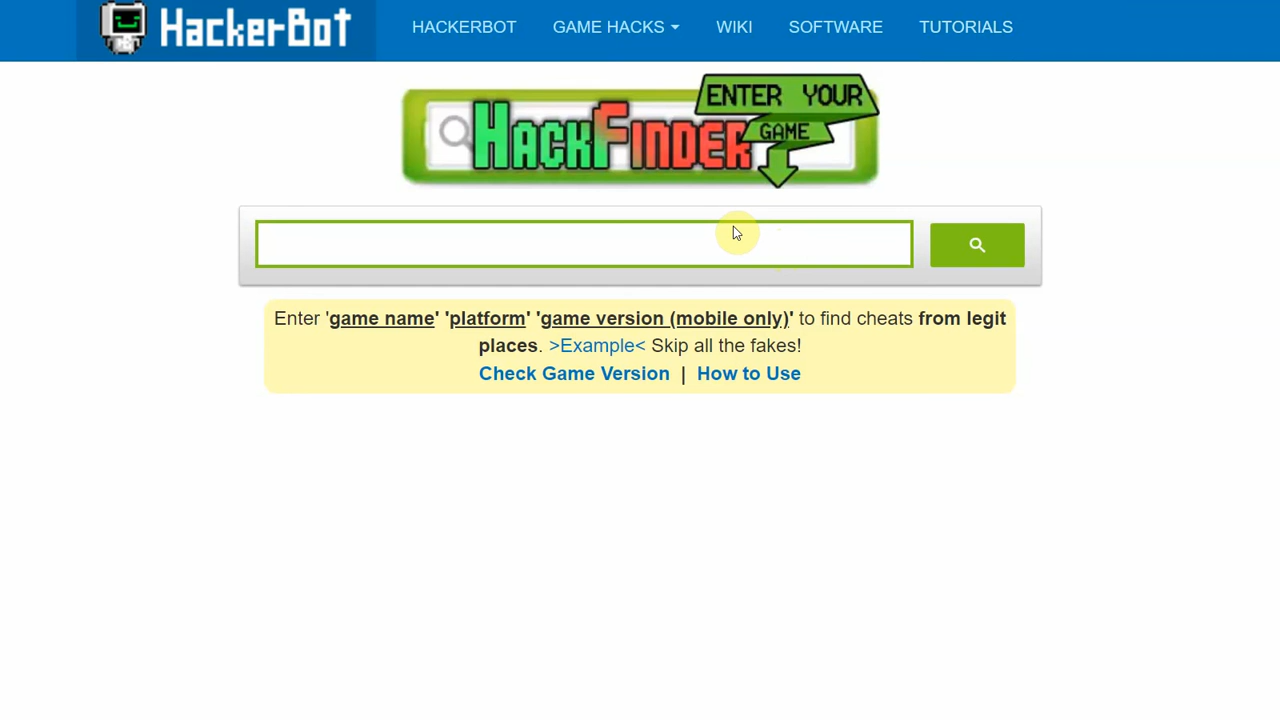 HackerBot HACKERBOT GAME HACKS WIKI SOFTWARE TUTORIALS
ENTER YOUR
HackFinder GAME
Enter 'game name' 'platform' 'game version (mobile only)' to find cheats from legit
places. >Example< Skip all the fakes!
Check Game Version | How to Use